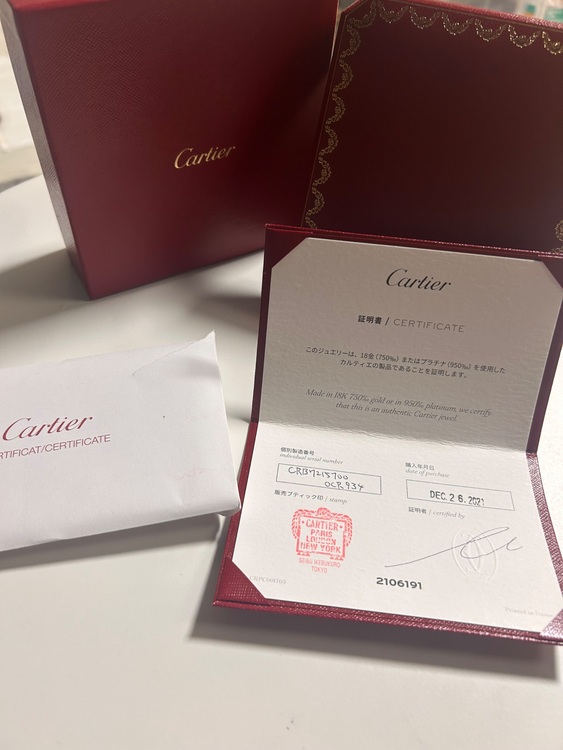 Cartier
Cartier
証明書 / CERTIFICATE
このジュエリーは、18金 (750‰) またはプラチナ (950‰) を使用した
カルティエの製品であることを証明します。
Made in 18K 750‰ gold or in 950‰ platinum, we certify
that this is an authentic Cartier jewel.
Cartier
RTIFICAT/CERTIFICATE
個別製造番号
individual serial number
CRB4215700
OCR934
購入年月日
date of purchase
DEC. 26. 2021
販売ブティック印 / stamp
CARTIER
PARIS
LONDON
NEW YORK
TOKYO
証明者 / certified by
2106191